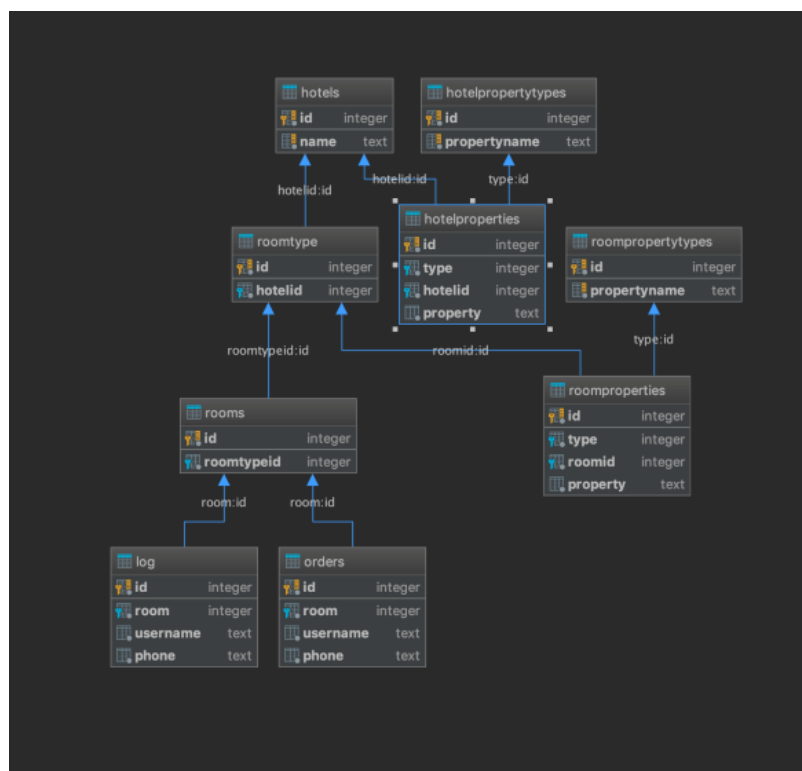 hotels
id integer
name text
hotelpropertytypes
id integer
propertyname text
hotelid:id
hotelid:id
type:id
roomtype
id integer
hotelid integer
hotelproperties
id integer
type integer
hotelid integer
property text
roompropertytypes
id integer
propertyname text
roomtypeid:id
roomid:id
type:id
rooms
id integer
roomtypeid integer
roomproperties
id integer
type integer
roomid integer
property text
room:id
room:id
log
id integer
room integer
username text
phone text
orders
id integer
room integer
username text
phone text